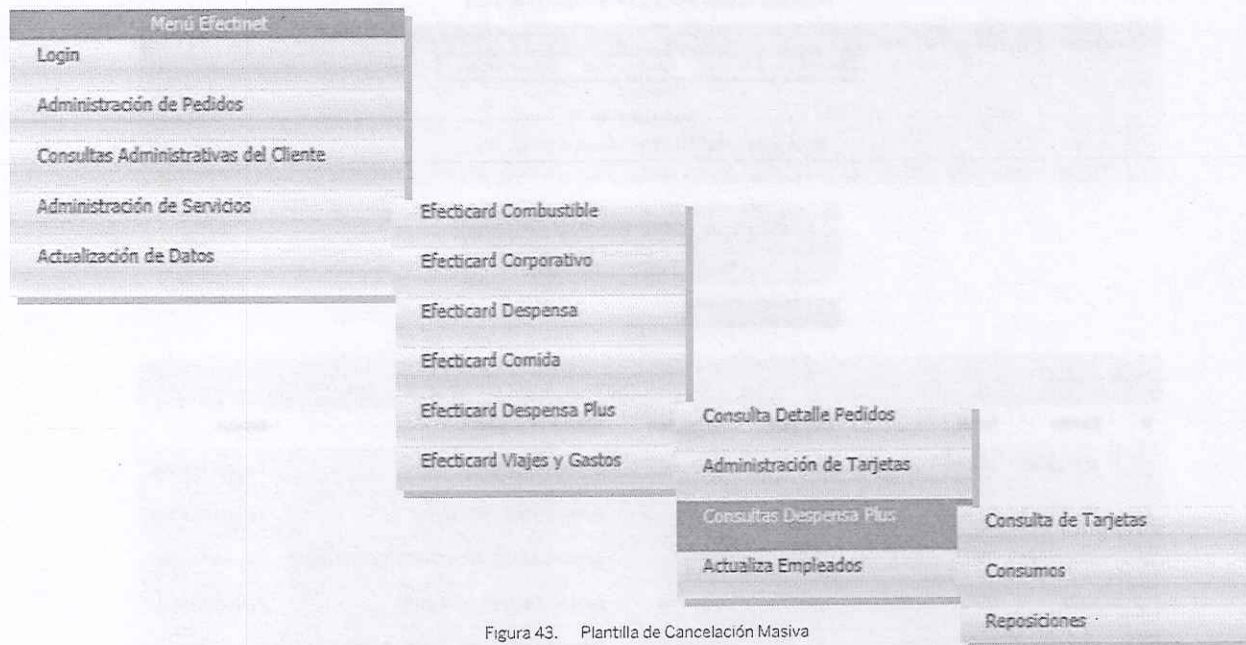 Menú Efectinet
Login
Administración de Pedidos
Consultas Administrativas del Cliente
Administración de Servicios
Actualización de Datos
Efecticard Combustible
Efecticard Corporativo
Efecticard Despensa
Efecticard Comida
Efecticard Despensa Plus
Efecticard Viajes y Gastos
Consulta Detalle Pedidos
Administración de Tarjetas
Consultas Despensa Plus
Actualiza Empleados
Consulta de Tarjetas
Consumos
Reposiciones
Figura 43. Plantilla de Cancelación Masiva